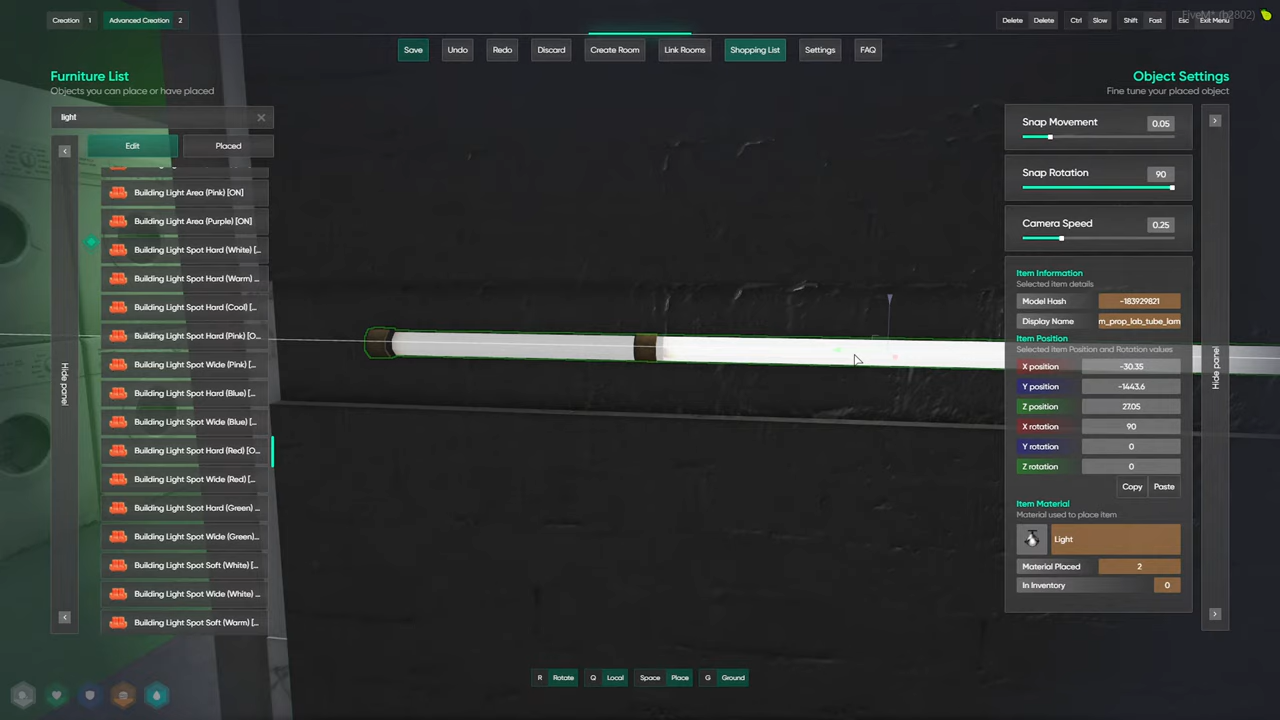 Creation 1 Advanced Creation 2
Delete Delete Ctrl Slow Shift Fast Esc Exit Menu
FiveM* (b2802)
Save Undo Redo Discard Create Room Link Rooms Shopping List Settings FAQ
Furniture List
Objects you can place or have placed
light
Edit Placed
Building Light Area (Pink) [ON]
Building Light Area (Purple) [ON]
Building Light Spot Hard (White) [...
Building Light Spot Hard (Warm) ...
Building Light Spot Hard (Cool) [...
Building Light Spot Hard (Pink) [O...
Building Light Spot Wide (Pink) [...
Building Light Spot Hard (Blue) [...
Building Light Spot Wide (Blue) [...
Building Light Spot Hard (Red) [O...
Building Light Spot Wide (Red) [...
Building Light Spot Hard (Green) ...
Building Light Spot Wide (Green)...
Building Light Spot Soft (White) [...
Building Light Spot Wide (White) ...
Building Light Spot Soft (Warm) [...
Hide panel
Object Settings
Fine tune your placed object
Snap Movement 0.05
Snap Rotation 90
Camera Speed 0.25
Item Information
Selected item details
Model Hash -183929821
Display Name m_prop_lab_tube_lam
Item Position
Selected item Position and Rotation values
X position -30.35
Y position -1443.6
Z position 27.05
X rotation 90
Y rotation 0
Z rotation 0
Copy Paste
Item Material
Material used to place item
Light
Material Placed 2
In Inventory 0
Hide panel
R Rotate Q Local Space Place G Ground